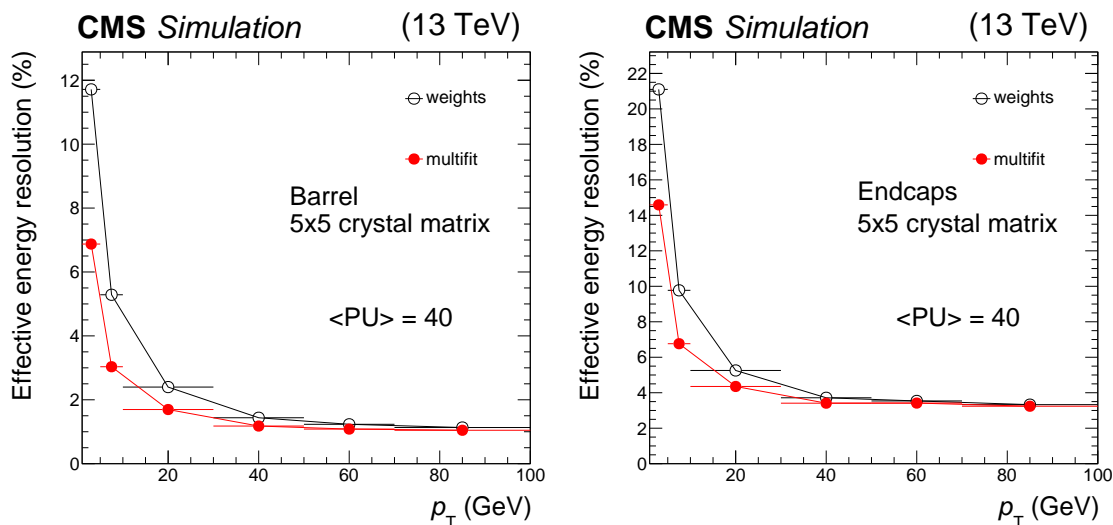 CMS Simulation (13 TeV)
Effective energy resolution (%)
12
10
8
6
4
2
0
weights
multifit
Barrel
5x5 crystal matrix
<PU> = 40
20 40 60 80 100
p_T (GeV)
CMS Simulation (13 TeV)
Effective energy resolution (%)
22
20
18
16
14
12
10
8
6
4
2
0
weights
multifit
Endcaps
5x5 crystal matrix
<PU> = 40
20 40 60 80 100
p_T (GeV)